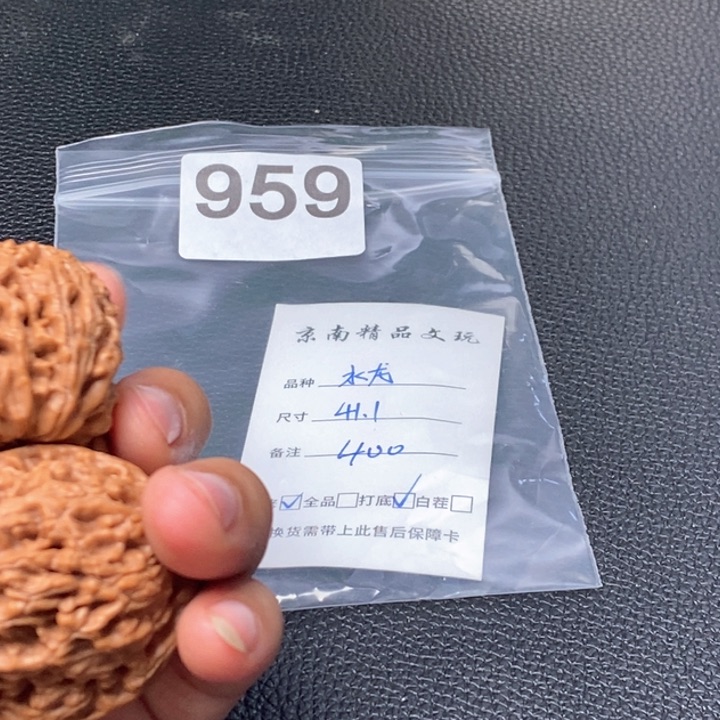 959
京南精品文玩
品种 水龙
尺寸 41.1
备注 400
☑全品☐打底☑白茬☐
换货需带上此售后保障卡